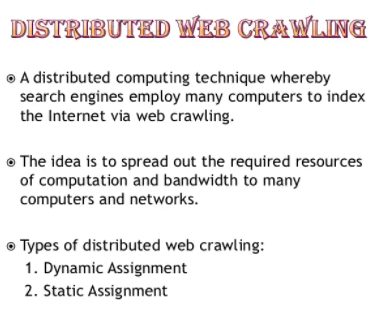 DISTRIBUTED WEB CRAWLING
◉ A distributed computing technique whereby
search engines employ many computers to index
the Internet via web crawling.
◉ The idea is to spread out the required resources
of computation and bandwidth to many
computers and networks.
◉ Types of distributed web crawling:
1. Dynamic Assignment
2. Static Assignment